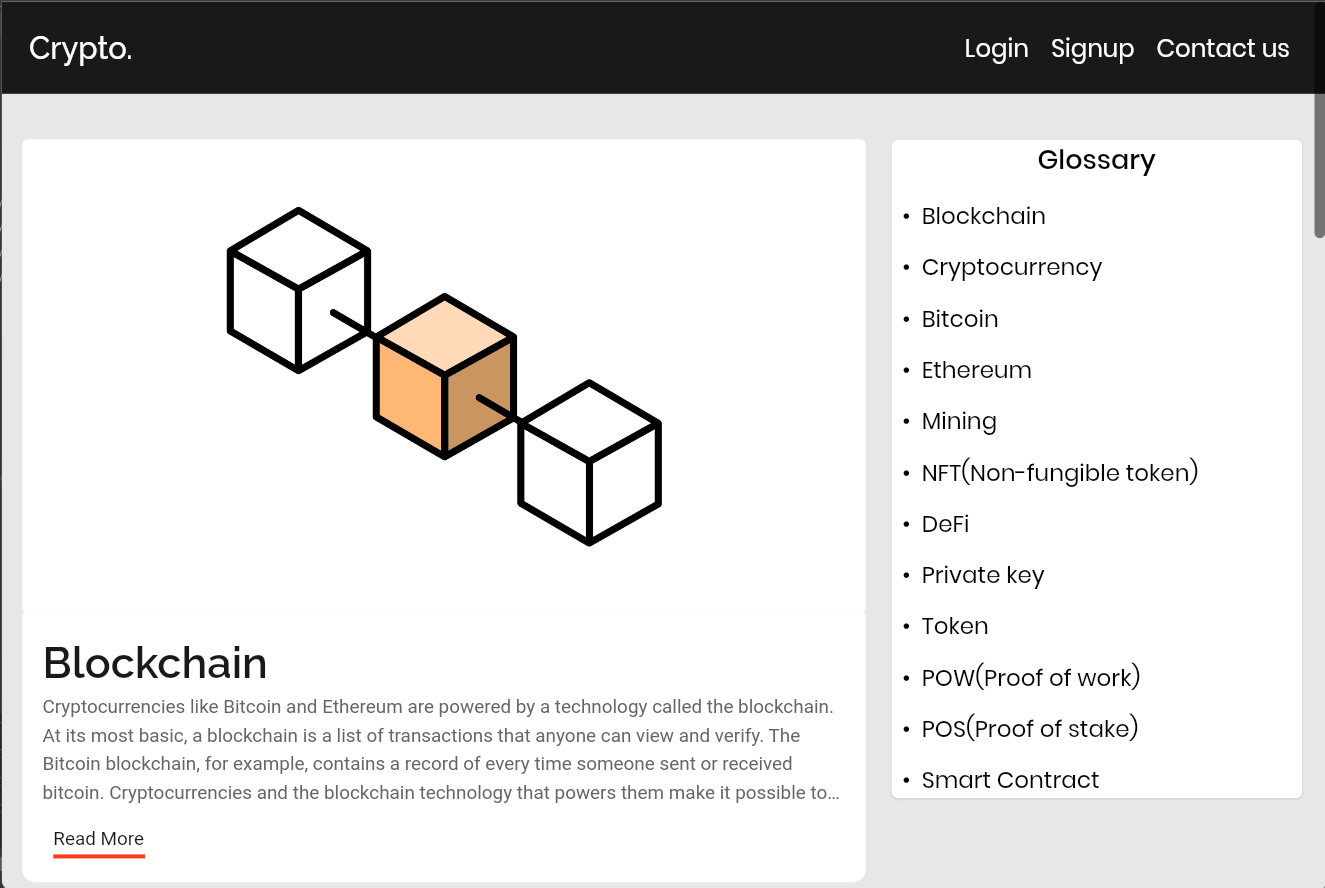 Crypto.
Login Signup Contact us
Blockchain
Cryptocurrencies like Bitcoin and Ethereum are powered by a technology called the blockchain.
At its most basic, a blockchain is a list of transactions that anyone can view and verify. The
Bitcoin blockchain, for example, contains a record of every time someone sent or received
bitcoin. Cryptocurrencies and the blockchain technology that powers them make it possible to…
Read More
Glossary
• Blockchain
• Cryptocurrency
• Bitcoin
• Ethereum
• Mining
• NFT(Non-fungible token)
• DeFi
• Private key
• Token
• POW(Proof of work)
• POS(Proof of stake)
• Smart Contract